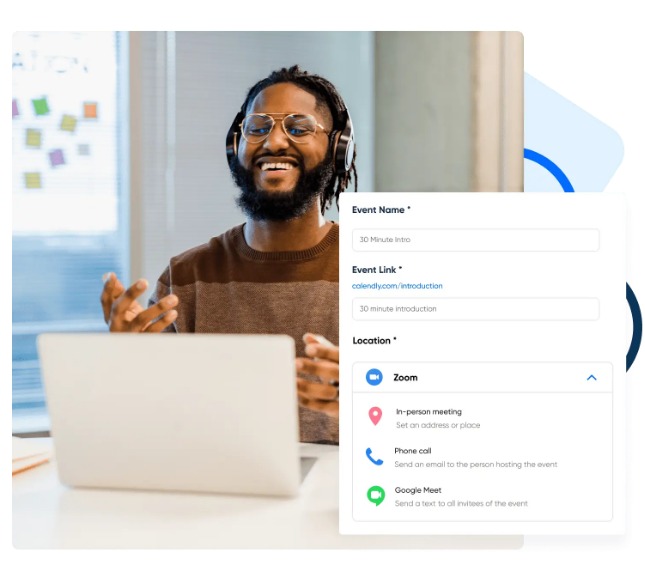 Event Name *
30 Minute Intro
Event Link *
calendly.com/introduction
30 minute introduction
Location *
Zoom
In-person meeting
Set an address or place
Phone call
Send an email to the person hosting the event
Google Meet
Send a text to all invitees of the event